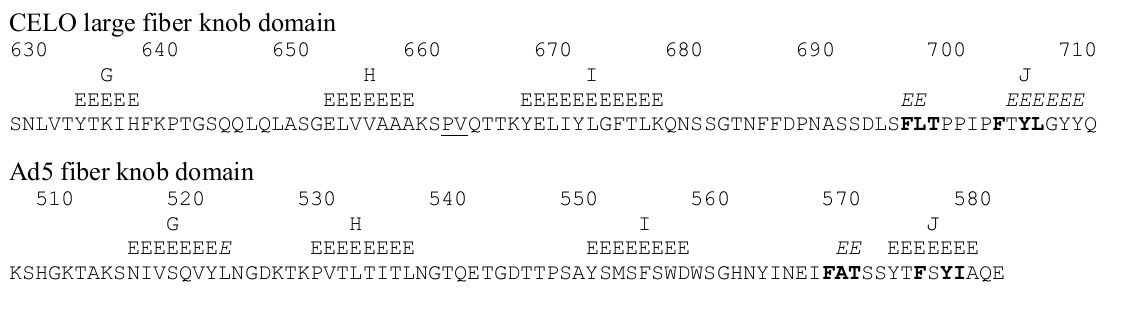 CELO large fiber knob domain
630 640 650 660 670 680 690 700 710
G H I J
EEEEE EEEEEEE EEEEEEEEEEE EE EEEEEE
SNLVTYTKIHFKPTGSQQLQLASGELVVAAAKSPVQTTKYELIYLGFTLKQNSSGTNFFDPNASSDLSFLTPPIPFTYLGYYQ
Ad5 fiber knob domain
510 520 530 540 550 560 570 580
G H I J
EEEEEEEE EEEEEEEE EEEEEEEE EE EEEEEEE
KSHGKTAKSNIVSQVYLNGDKTKPVTLTITLNGTQETGDTTPSAYSMSFSWDWSGHNYINEIFATSSYTFSYIAQE